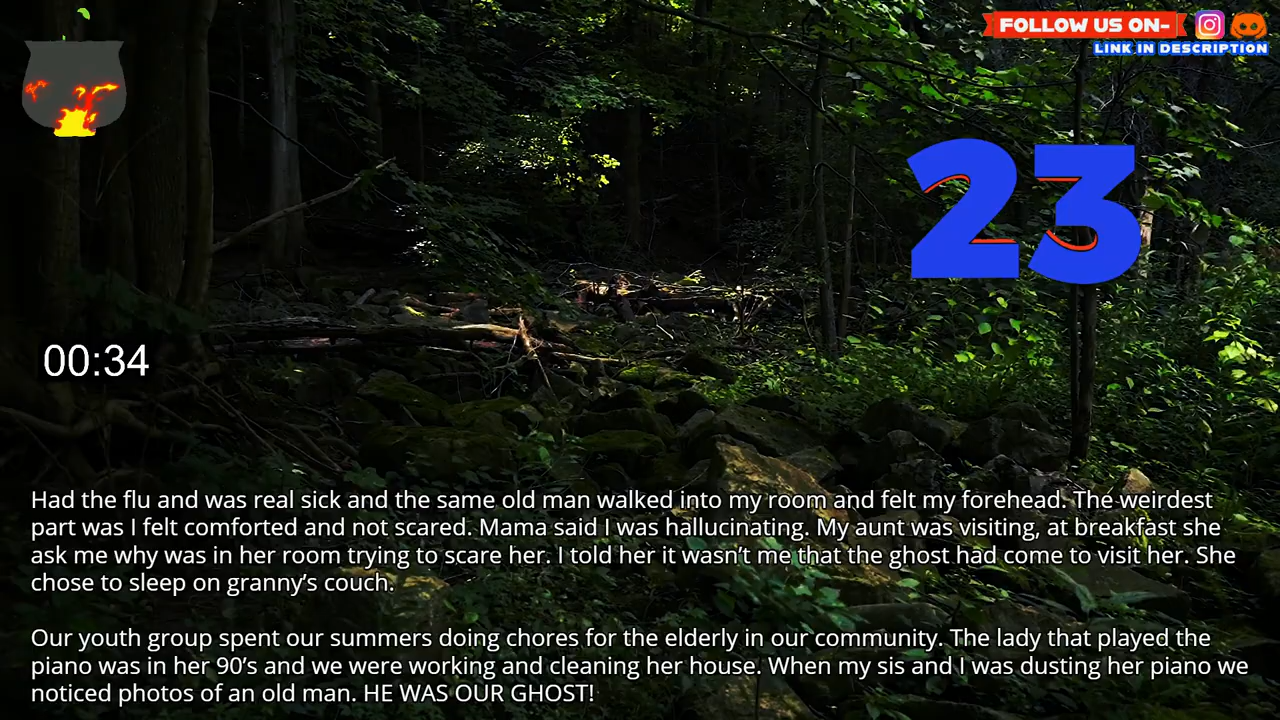 FOLLOW US ON-
LINK IN DESCRIPTION
23
00:34
Had the flu and was real sick and the same old man walked into my room and felt my forehead. The weirdest
part was I felt comforted and not scared. Mama said I was hallucinating. My aunt was visiting, at breakfast she
ask me why was in her room trying to scare her. I told her it wasn’t me that the ghost had come to visit her. She
chose to sleep on granny’s couch.
Our youth group spent our summers doing chores for the elderly in our community. The lady that played the
piano was in her 90’s and we were working and cleaning her house. When my sis and I was dusting her piano we
noticed photos of an old man. HE WAS OUR GHOST!